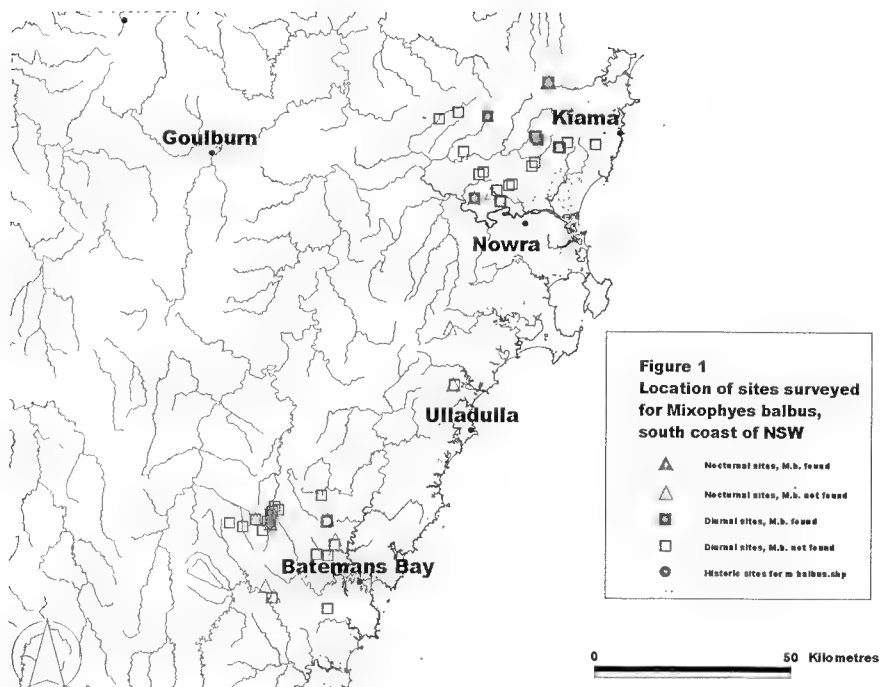 Goulburn
Kiama
Nowra
Ulladulla
Batemans Bay
Figure 1
Location of sites surveyed
for Mixophyes balbus,
south coast of NSW
Nocturnal sites, M.b. found
Nocturnal sites, M.b. not found
Diurnal sites, M.b. found
Diurnal sites, M.b. not found
Historic sites for m balbus.shp
0 50 Kilometres